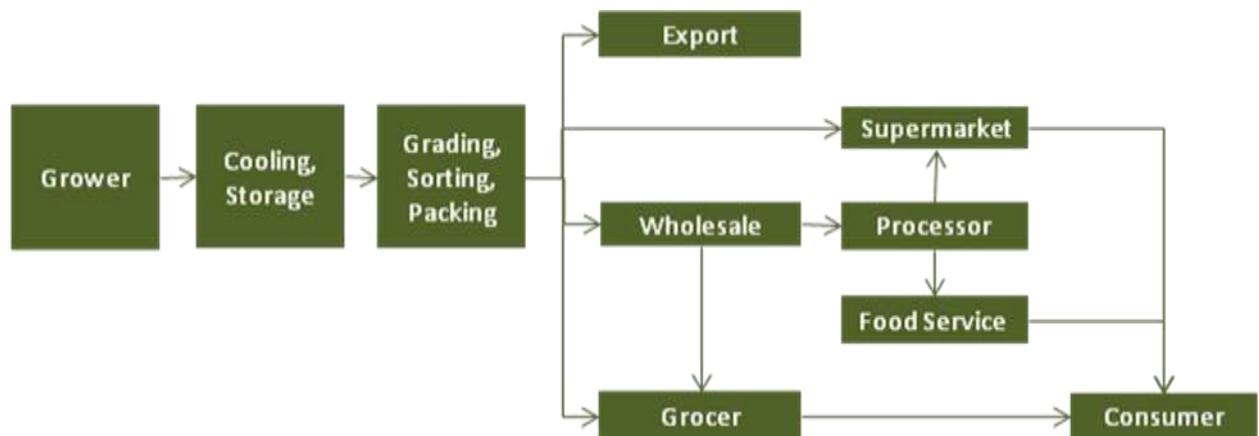 Export
Supermarket
Grower
Cooling,
Storage
Grading,
Sorting,
Packing
Wholesale
Processor
Food Service
Grocer
Consumer